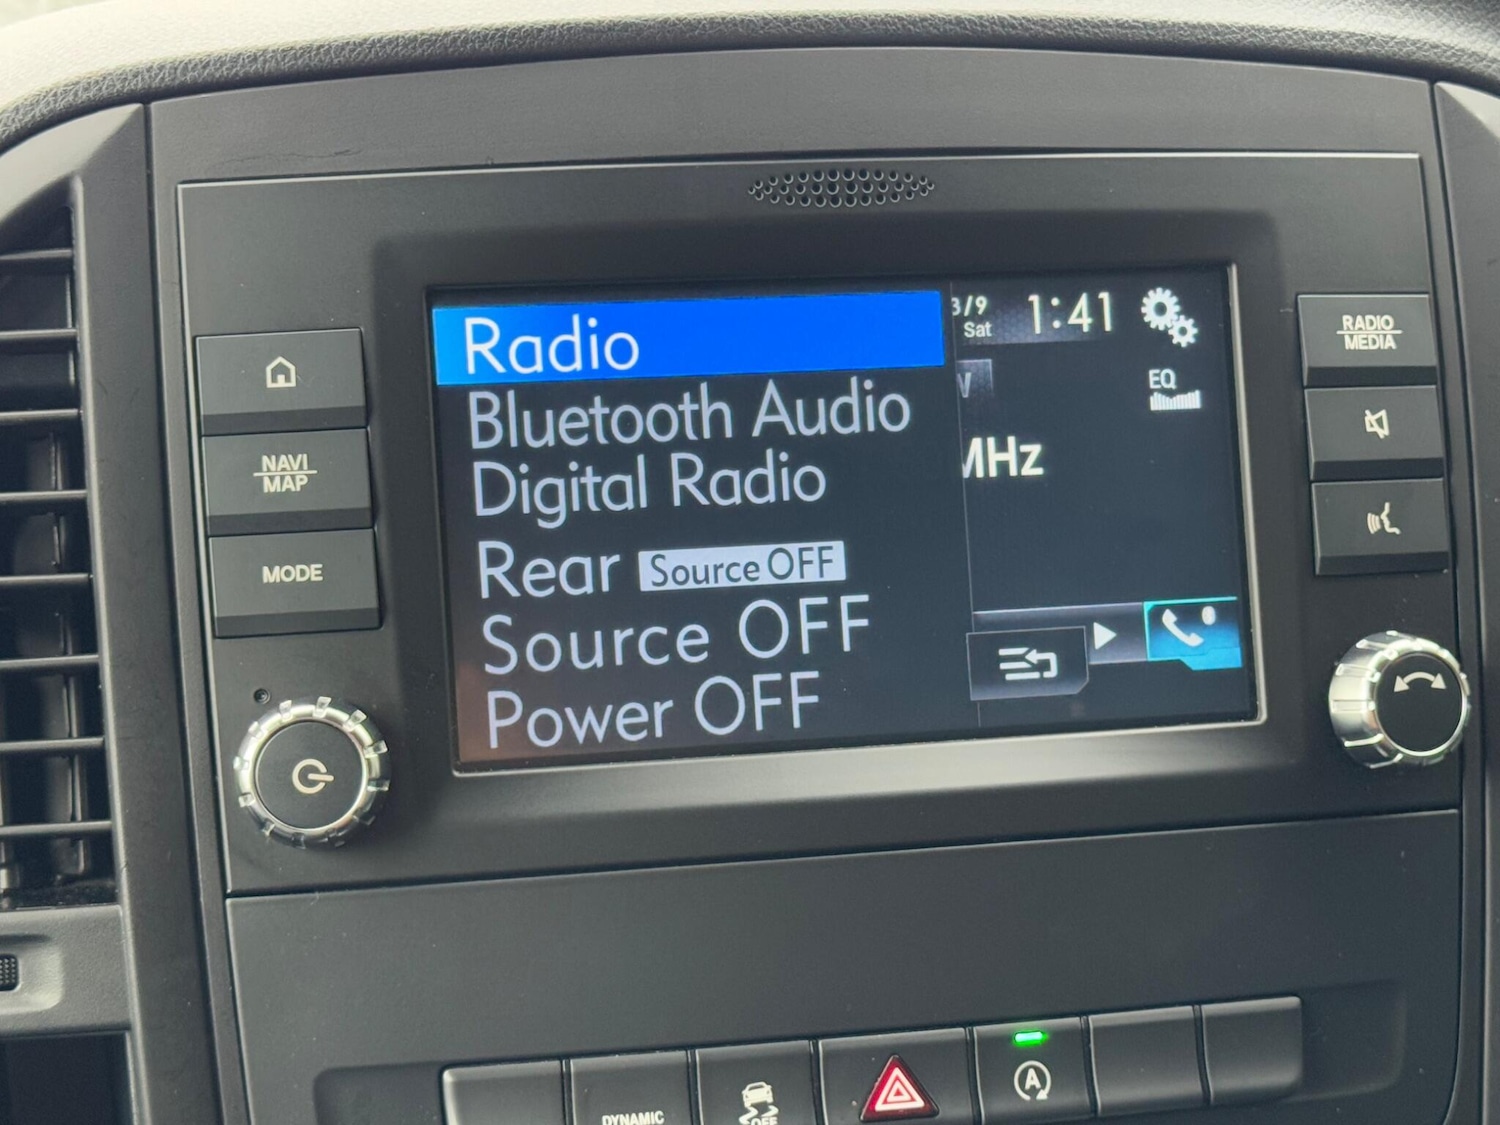 Radio
Bluetooth Audio
Digital Radio
Rear Source OFF
Source OFF
Power OFF
3/9
Sat
1:41
EQ
MHz
NAVI
MAP
MODE
RADIO
MEDIA
DYNAMIC
OFF
A